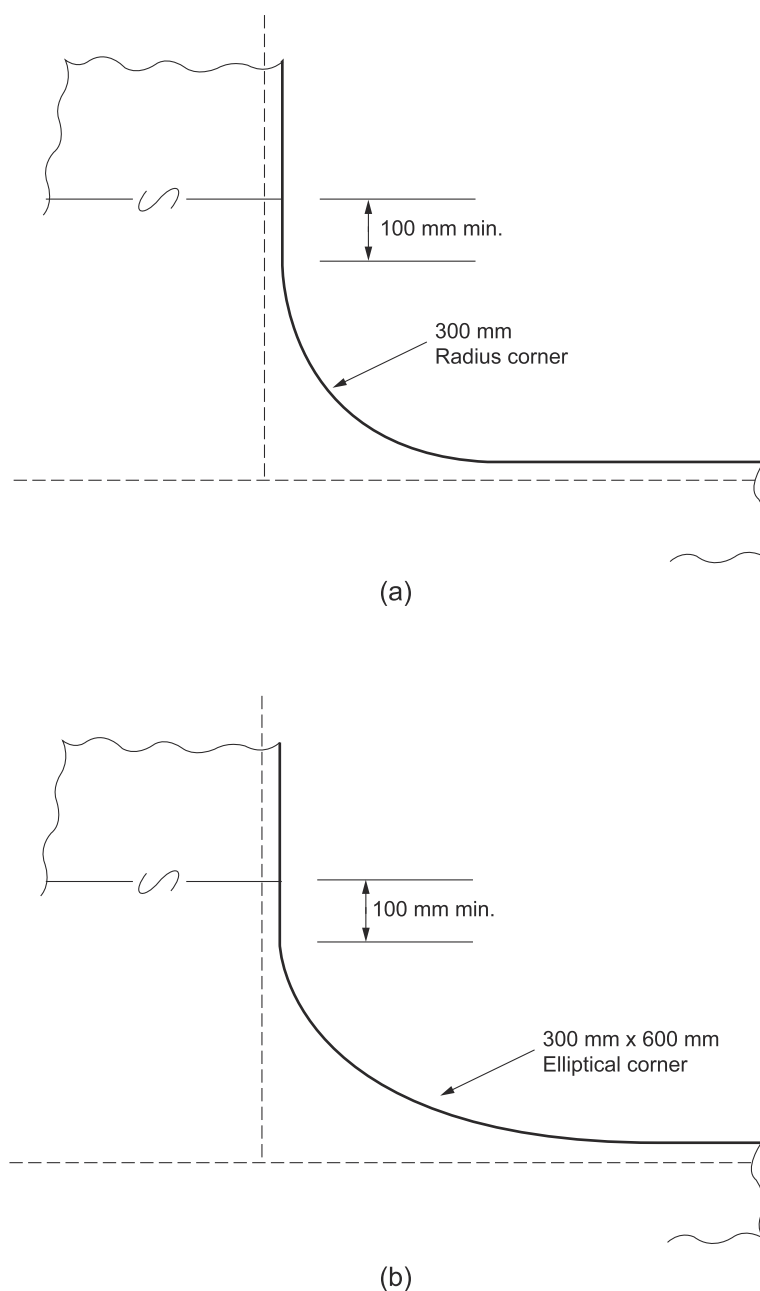 100 mm min.
300 mm
Radius corner
(a)
100 mm min.
300 mm x 600 mm
Elliptical corner
(b)